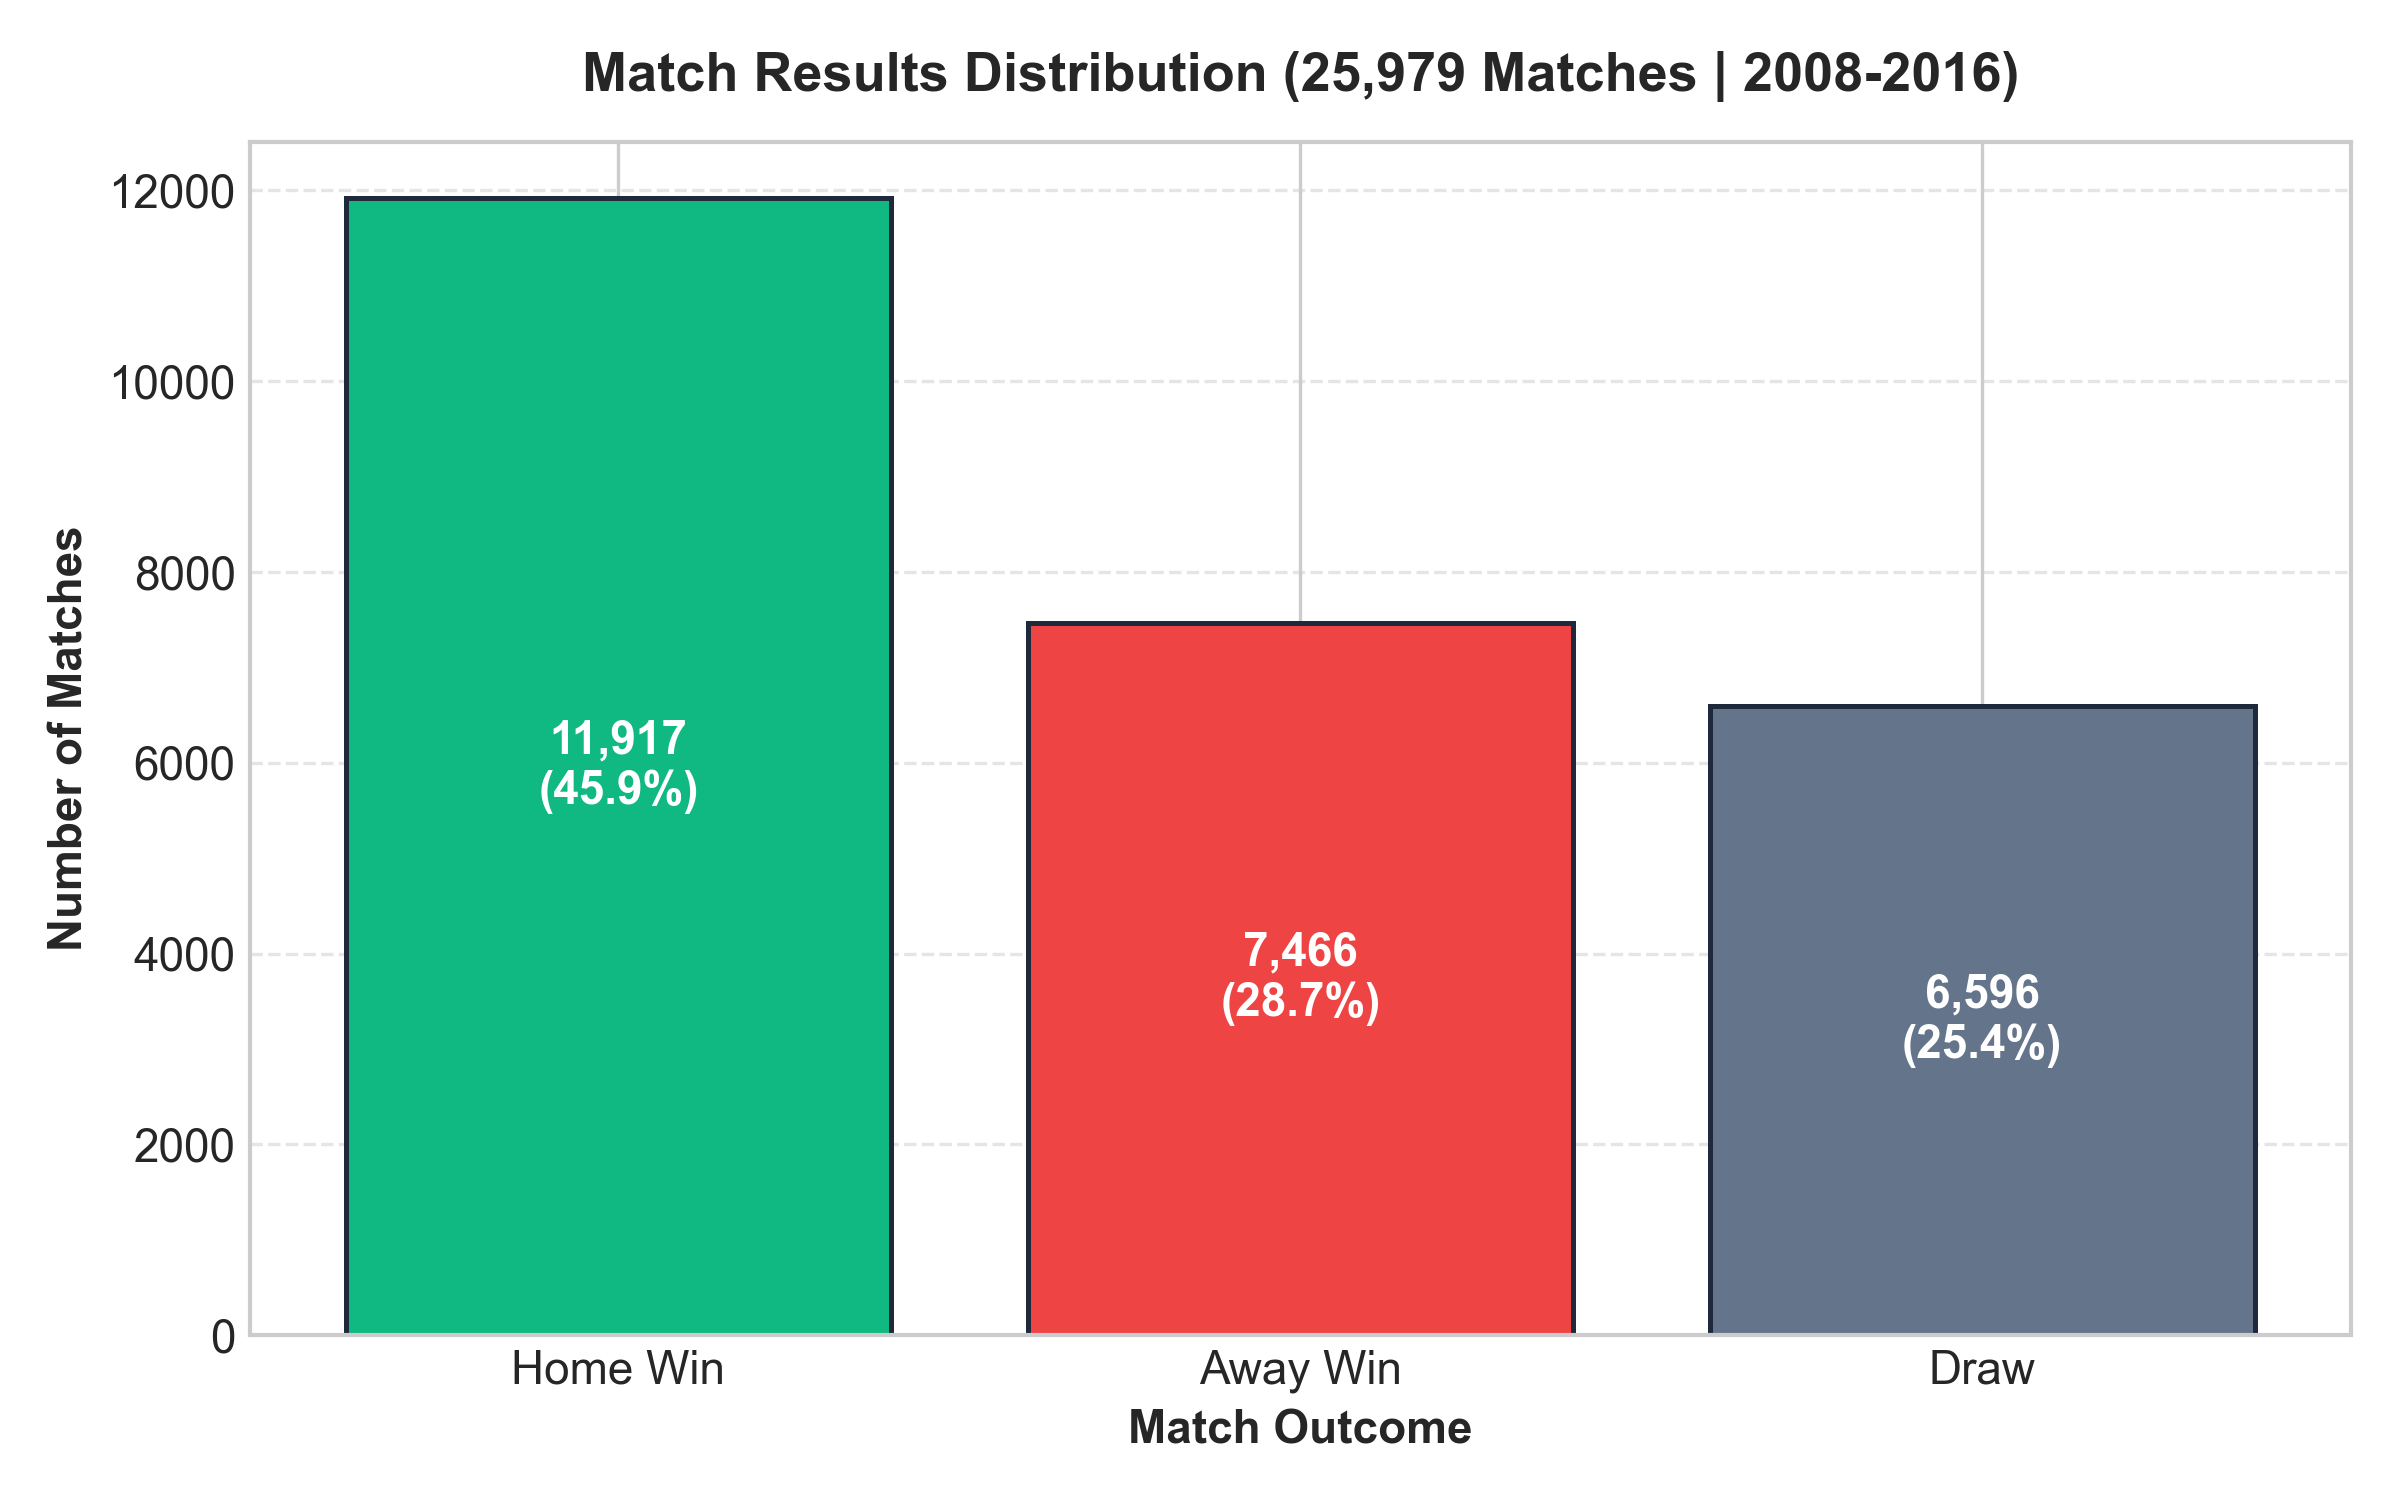 Match Results Distribution (25,979 Matches | 2008-2016)
Number of Matches
12000
10000
8000
6000
4000
2000
0
11,917
(45.9%)
7,466
(28.7%)
6,596
(25.4%)
Home Win
Away Win
Draw
Match Outcome